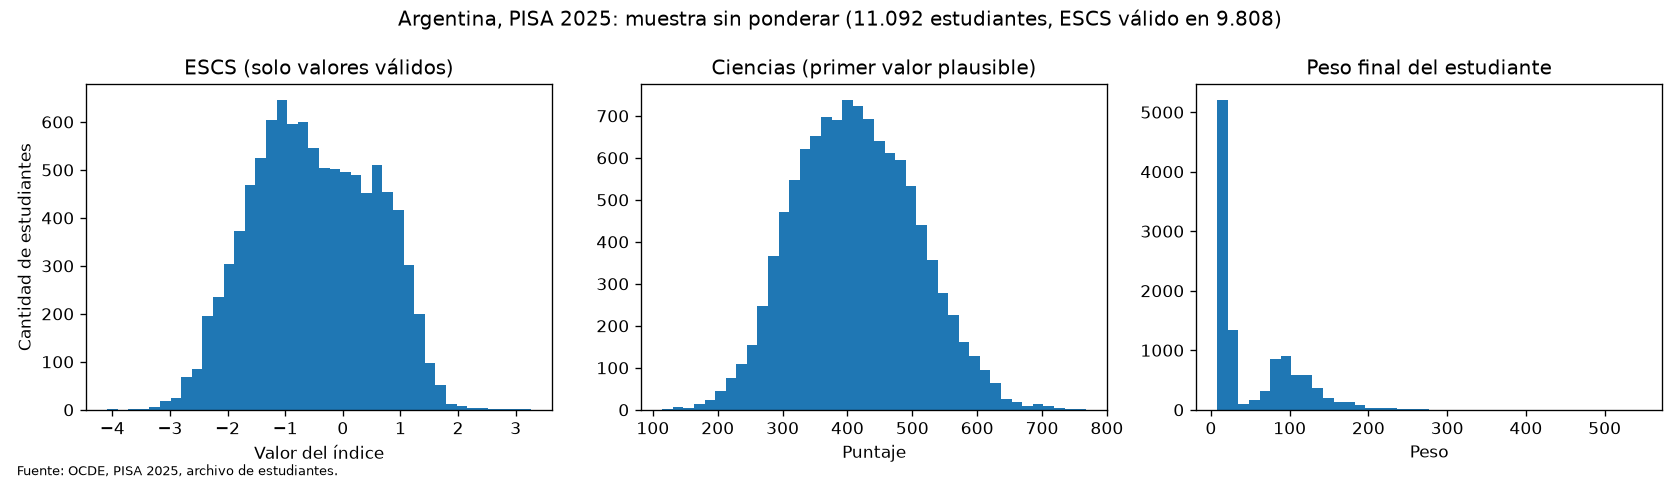 Argentina, PISA 2025: muestra sin ponderar (11.092 estudiantes, ESCS válido en 9.808)
ESCS (solo valores válidos)
Cantidad de estudiantes
600
500
400
300
200
100
0
−4 −3 −2 −1 0 1 2 3
Valor del índice
Ciencias (primer valor plausible)
700
600
500
400
300
200
100
0
100 200 300 400 500 600 700 800
Puntaje
Peso final del estudiante
5000
4000
3000
2000
1000
0
0 100 200 300 400 500
Peso
Fuente: OCDE, PISA 2025, archivo de estudiantes.